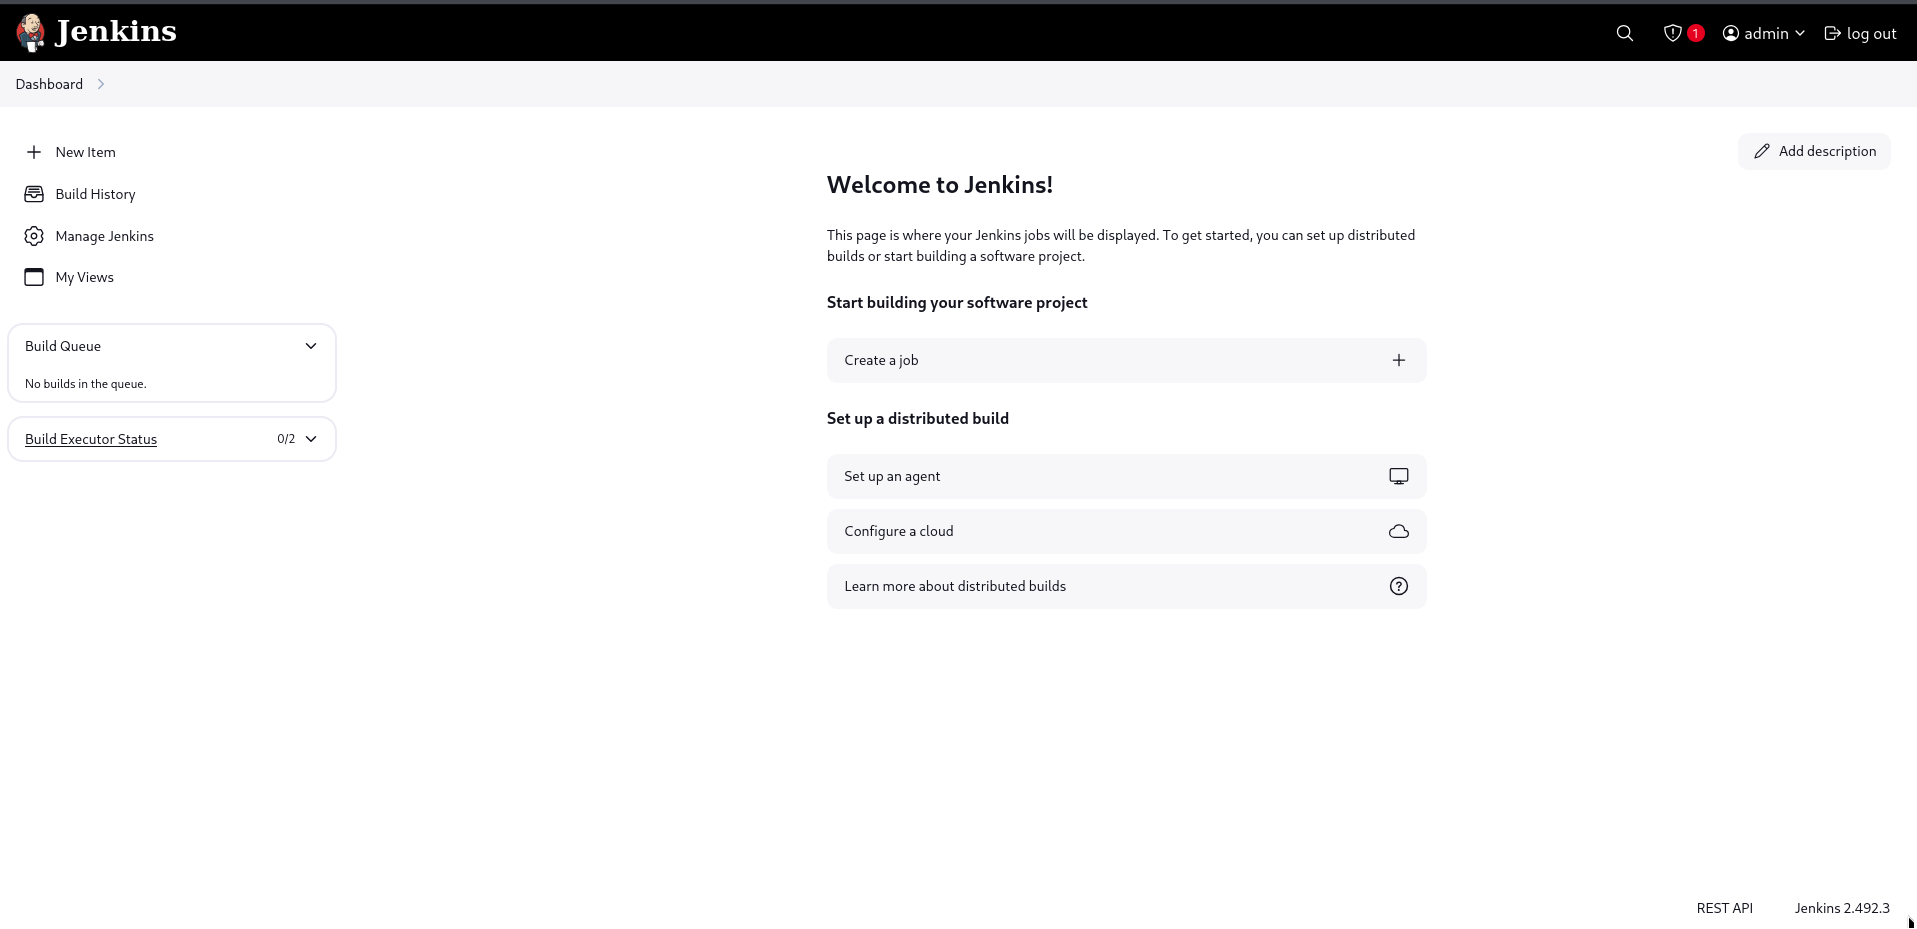 Jenkins
1
admin
log out
Dashboard
New Item
Build History
Manage Jenkins
My Views
Build Queue
No builds in the queue.
Build Executor Status
0/2
Add description
Welcome to Jenkins!
This page is where your Jenkins jobs will be displayed. To get started, you can set up distributed
builds or start building a software project.
Start building your software project
Create a job
Set up a distributed build
Set up an agent
Configure a cloud
Learn more about distributed builds
REST API
Jenkins 2.492.3